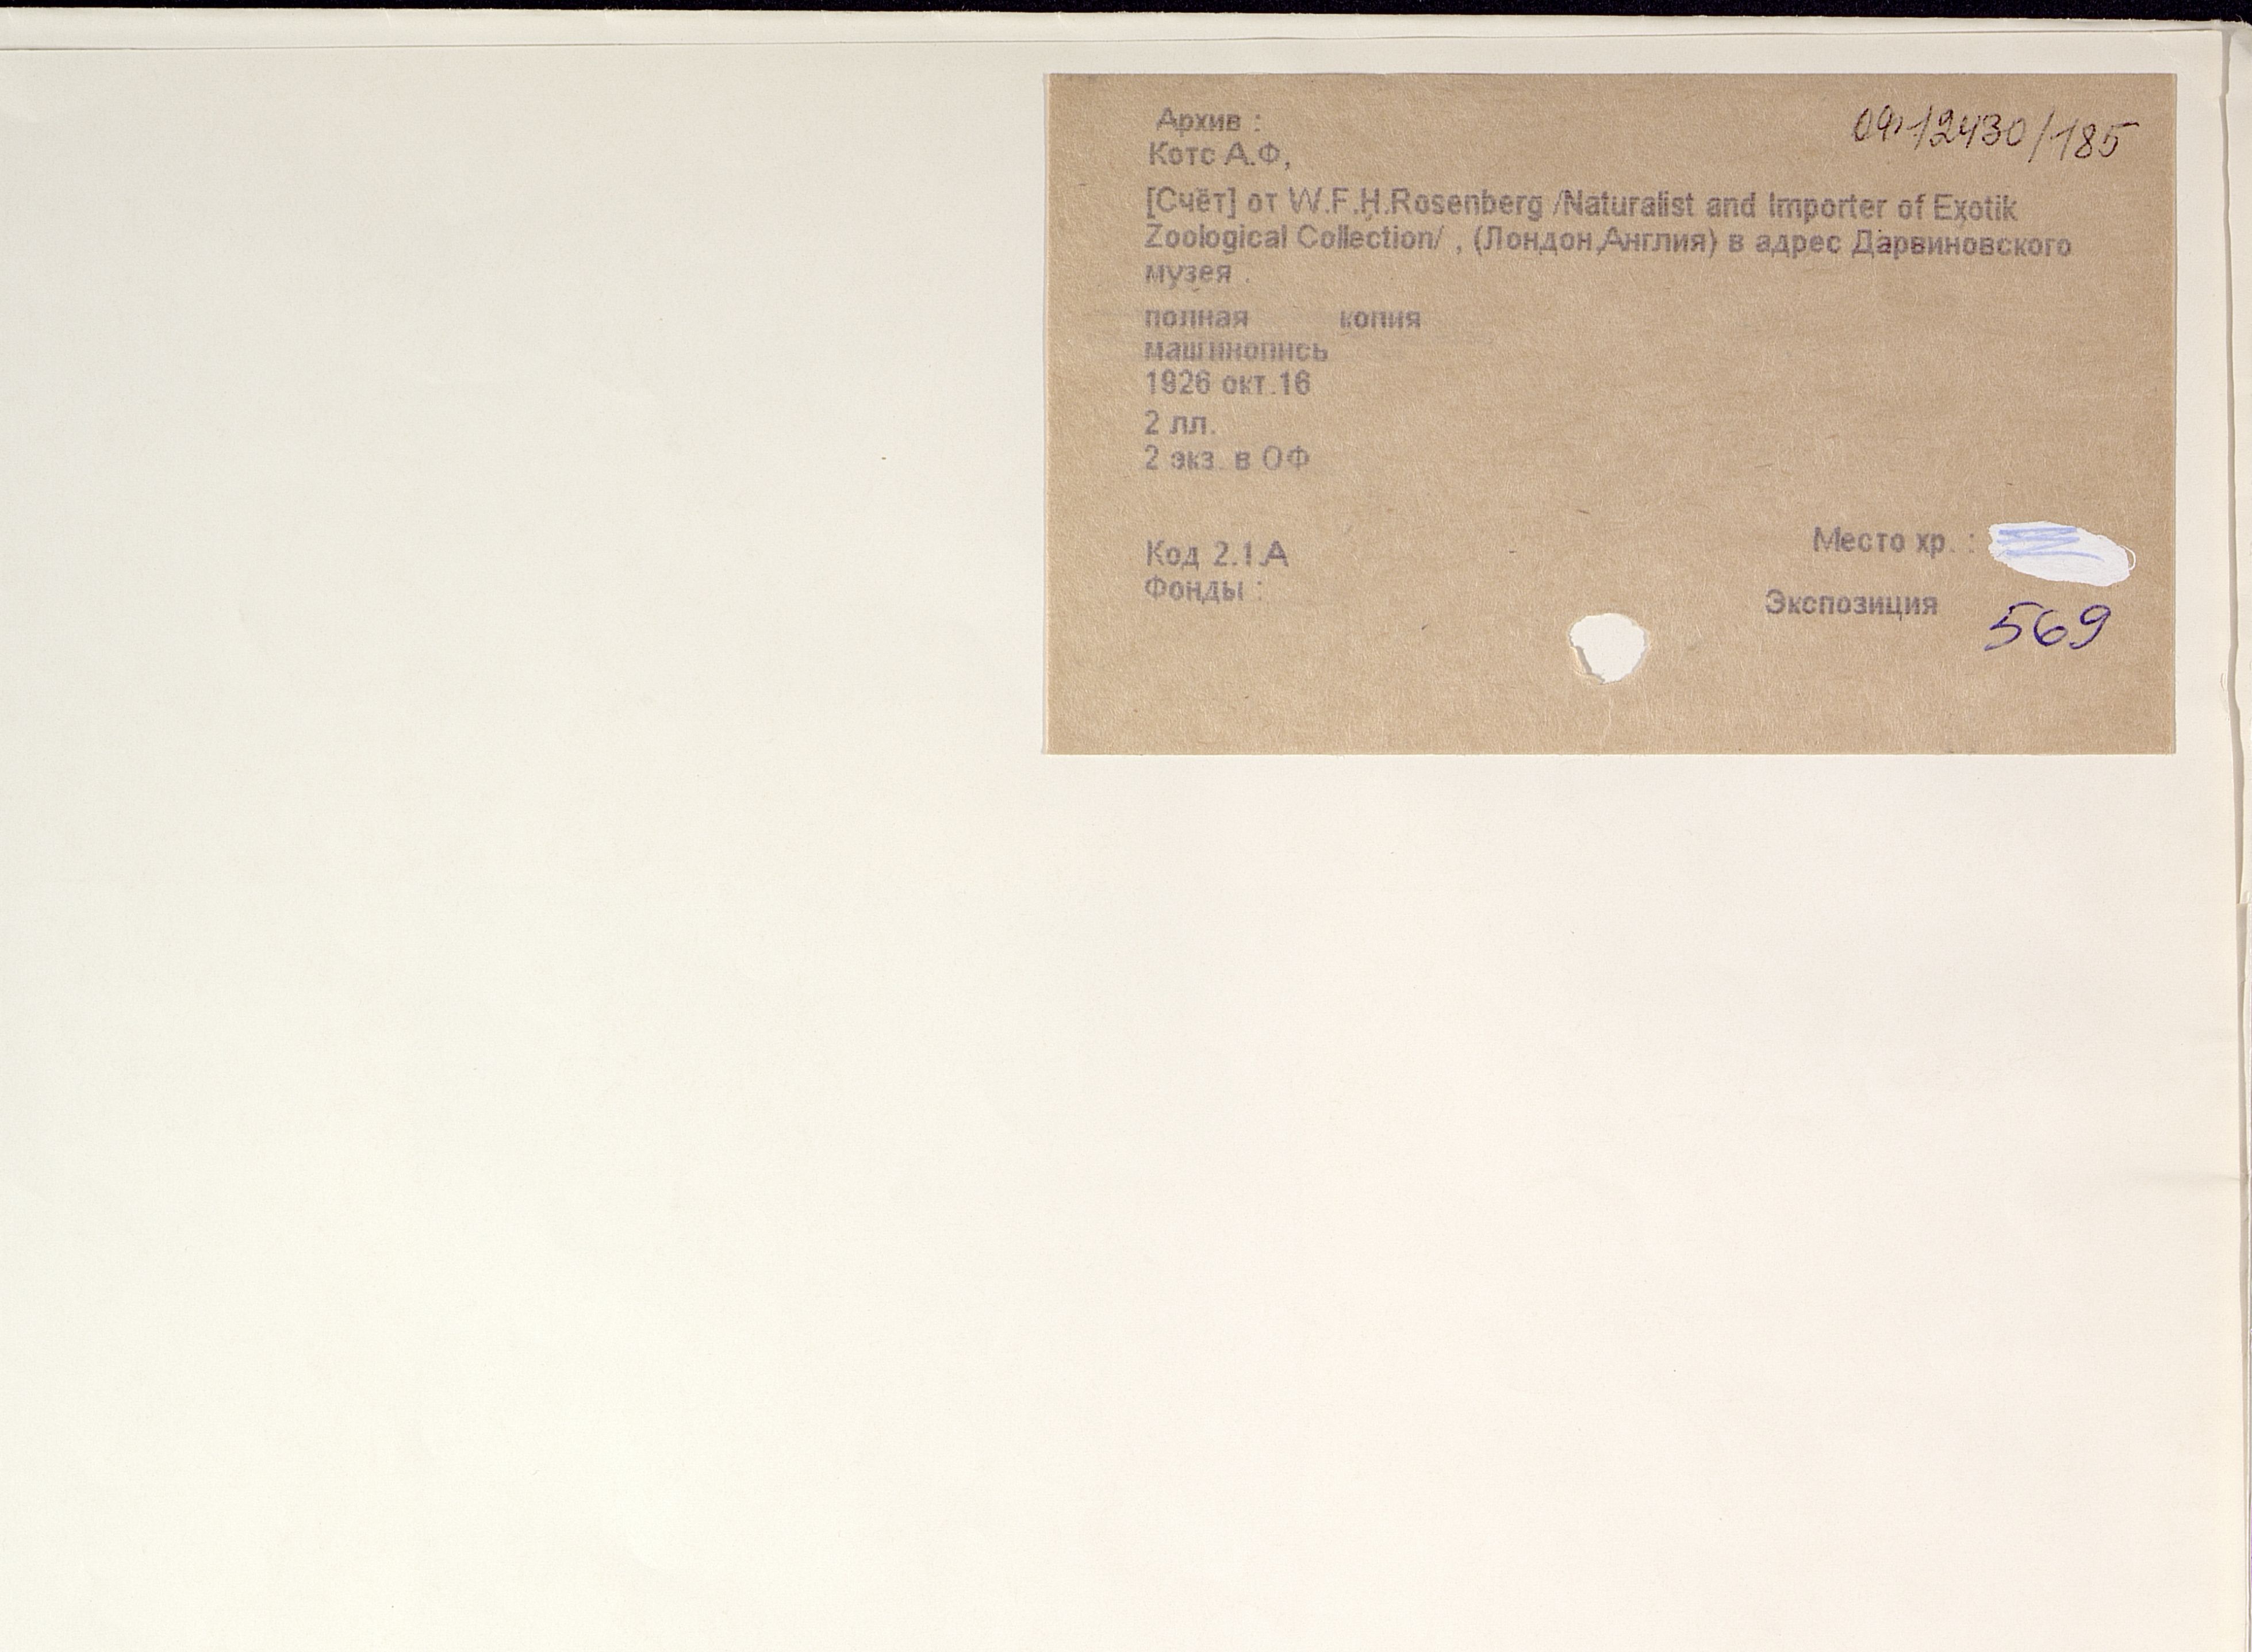 Архив :
09-12430/185
Котс А.Ф,
[Счёт] от W.F.H.Rosenberg /Naturalist and Importer of Exotik
Zoological Collection/ , (Лондон,Англия) в адрес Дарвиновского
музея .
полная копия
машинопись
1926 окт.16
2 лл.
2 экз. в ОФ
Место хр. :
Код 2.1.А
Фонды :
Экспозиция
569